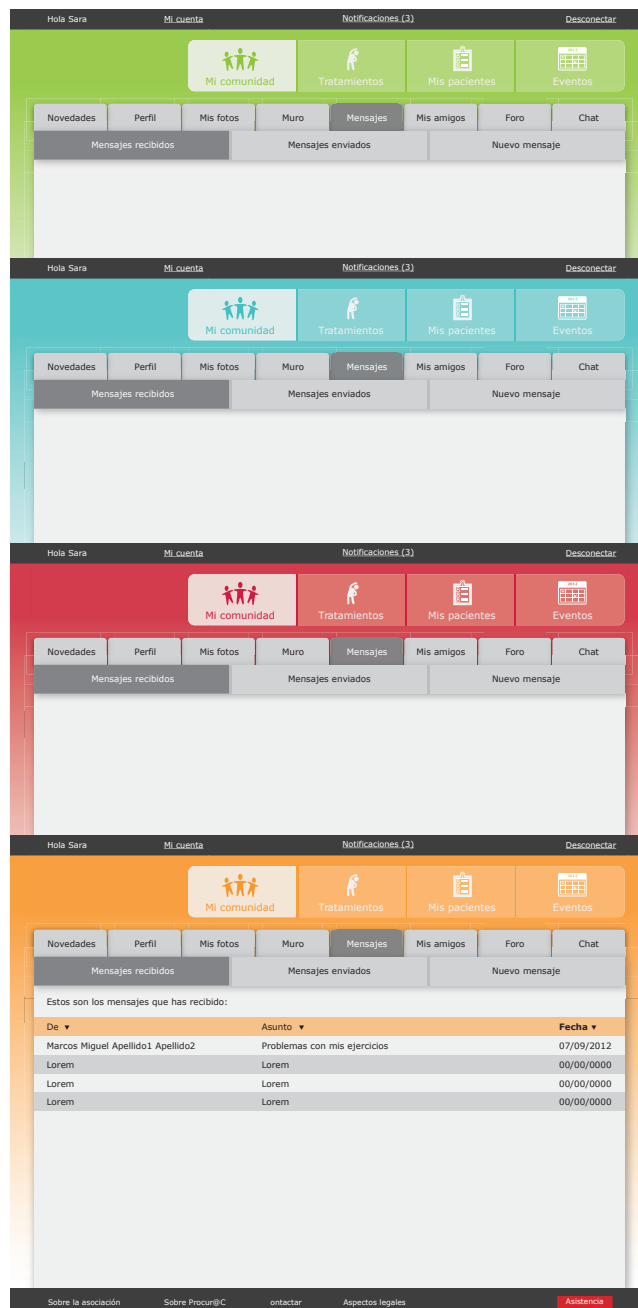 Hola Sara Mi cuenta Notificaciones (3) Desconectar
2012
Mi comunidad Tratamientos Mis pacientes Eventos
Novedades Perfil Mis fotos Muro Mensajes Mis amigos Foro Chat
Mensajes recibidos Mensajes enviados Nuevo mensaje
Hola Sara Mi cuenta Notificaciones (3) Desconectar
2012
Mi comunidad Tratamientos Mis pacientes Eventos
Novedades Perfil Mis fotos Muro Mensajes Mis amigos Foro Chat
Mensajes recibidos Mensajes enviados Nuevo mensaje
Hola Sara Mi cuenta Notificaciones (3) Desconectar
2012
Mi comunidad Tratamientos Mis pacientes Eventos
Novedades Perfil Mis fotos Muro Mensajes Mis amigos Foro Chat
Mensajes recibidos Mensajes enviados Nuevo mensaje
Hola Sara Mi cuenta Notificaciones (3) Desconectar
2012
Mi comunidad Tratamientos Mis pacientes Eventos
Novedades Perfil Mis fotos Muro Mensajes Mis amigos Foro Chat
Mensajes recibidos Mensajes enviados Nuevo mensaje
Estos son los mensajes que has recibido:
De ▼ Asunto ▼ Fecha ▼
Marcos Miguel Apellido1 Apellido2 Problemas con mis ejercicios 07/09/2012
Lorem Lorem 00/00/0000
Lorem Lorem 00/00/0000
Lorem Lorem 00/00/0000
Sobre la asociación Sobre Procur@C ontactar Aspectos legales Asistencia